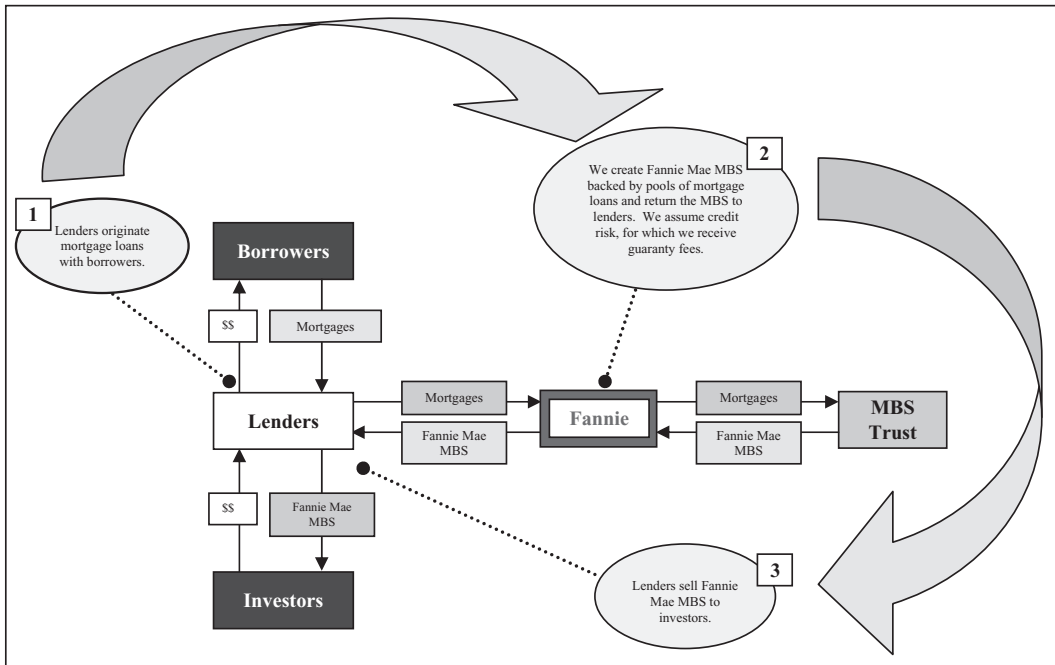 1
Lenders originate
mortgage loans
with borrowers.
2
We create Fannie Mae MBS
backed by pools of mortgage
loans and return the MBS to
lenders. We assume credit
risk, for which we receive
guaranty fees.
Borrowers
$$
Mortgages
Lenders
Mortgages
Fannie Mae
MBS
Fannie
Mortgages
Fannie Mae
MBS
MBS
Trust
$$
Fannie Mae
MBS
Investors
3
Lenders sell Fannie
Mae MBS to
investors.